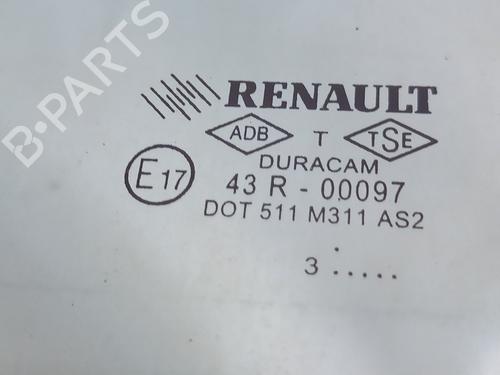 B-PARTS
RENAULT
ADB T TSE
DURACAM
E17 43 R - 00097
DOT 511 M311 AS2
3 .....